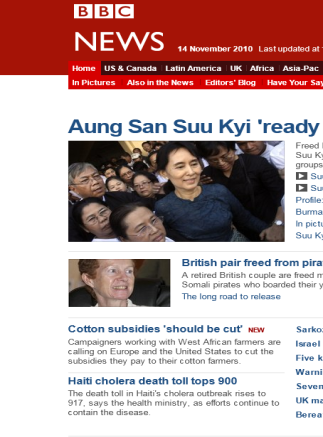 BBC
NEWS
14 November 2010 Last updated at
Home US & Canada Latin America UK Africa Asia-Pac
In Pictures Also in the News Editors' Blog Have Your Say
Aung San Suu Kyi 'ready
Freed
Suu Ky
groups
Su
Su
Profile:
Burma
In pictu
Suu Ky
British pair freed from pira
A retired British couple are freed m
Somali pirates who boarded their y
The long road to release
Cotton subsidies 'should be cut' NEW
Campaigners working with West African farmers are
calling on Europe and the United States to cut the
subsidies they pay to their cotton farmers.
Haiti cholera death toll tops 900
The death toll in Haiti's cholera outbreak rises to
917, says the health ministry, as efforts continue to
contain the disease.
Sarko
Israel
Five k
Warni
Seven
UK ma
Berea